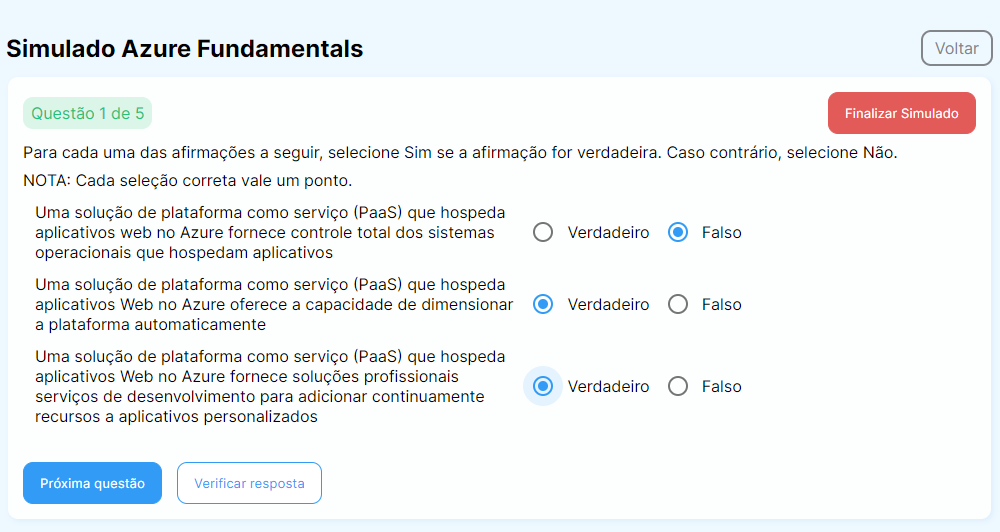 Simulado Azure Fundamentals
Voltar
Questão 1 de 5
Finalizar Simulado
Para cada uma das afirmações a seguir, selecione Sim se a afirmação for verdadeira. Caso contrário, selecione Não.
NOTA: Cada seleção correta vale um ponto.
Uma solução de plataforma como serviço (PaaS) que hospeda
aplicativos web no Azure fornece controle total dos sistemas
operacionais que hospedam aplicativos
Verdadeiro
Falso
Uma solução de plataforma como serviço (PaaS) que hospeda
aplicativos Web no Azure oferece a capacidade de dimensionar
a plataforma automaticamente
Verdadeiro
Falso
Uma solução de plataforma como serviço (PaaS) que hospeda
aplicativos Web no Azure fornece soluções profissionais
serviços de desenvolvimento para adicionar continuamente
recursos a aplicativos personalizados
Verdadeiro
Falso
Próxima questão
Verificar resposta